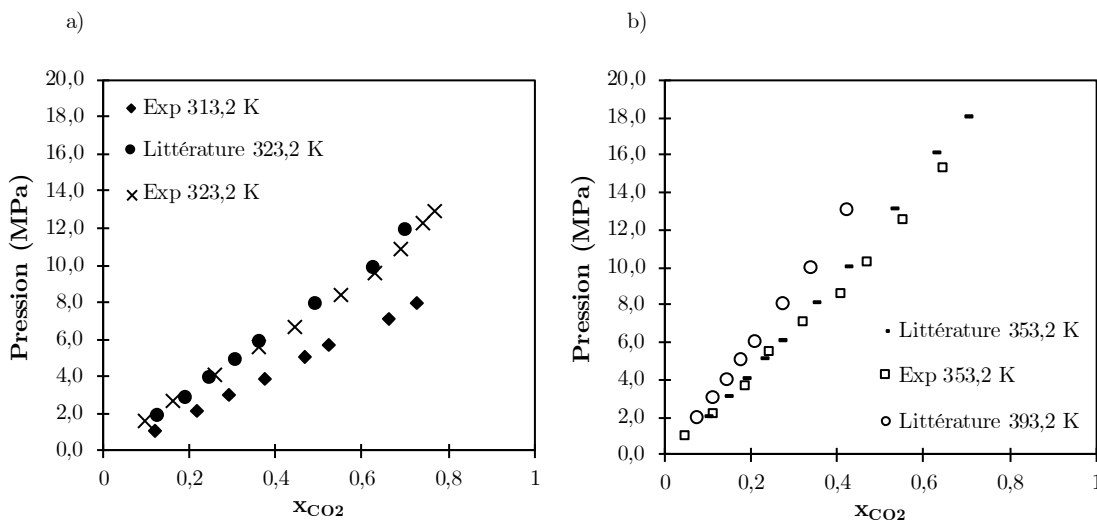 a)
20,0
18,0
16,0
14,0
12,0
10,0
8,0
6,0
4,0
2,0
0,0
Pression (MPa)
Exp 313,2 K
Littérature 323,2 K
Exp 323,2 K
0
0,2
0,4
0,6
0,8
1
xCO2
b)
20,0
18,0
16,0
14,0
12,0
10,0
8,0
6,0
4,0
2,0
0,0
Pression (MPa)
Littérature 353,2 K
Exp 353,2 K
Littérature 393,2 K
0
0,2
0,4
0,6
0,8
1
xCO2